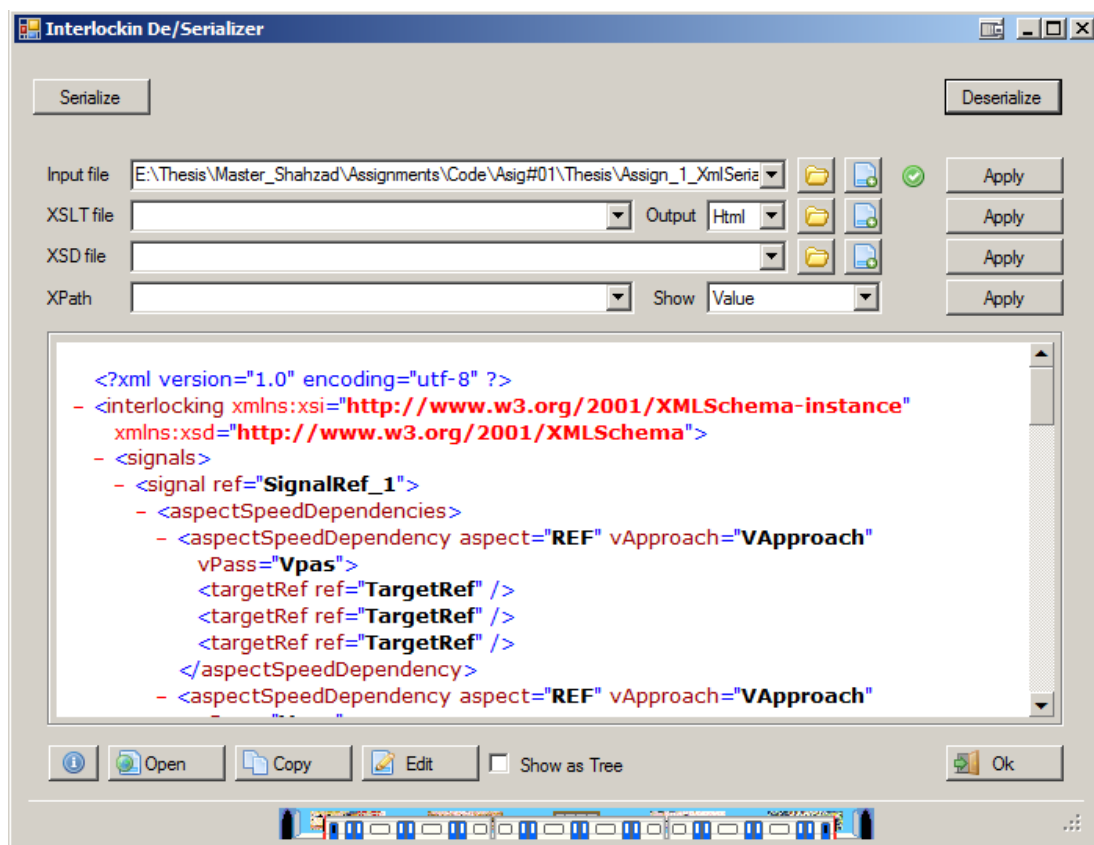 Interlockin De/Serializer
Serialize Deserialize
Input file E:\Thesis\Master_Shahzad\Assignments\Code\Asig#01\Thesis\Assign_1_XmlSeria Apply
XSLT file Output Html Apply
XSD file Apply
XPath Show Value Apply
<?xml version="1.0" encoding="utf-8" ?>
- <interlocking xmlns:xsi="http://www.w3.org/2001/XMLSchema-instance"
xmlns:xsd="http://www.w3.org/2001/XMLSchema">
- <signals>
- <signal ref="SignalRef_1">
- <aspectSpeedDependencies>
- <aspectSpeedDependency aspect="REF" vApproach="VApproach"
vPass="Vpas">
<targetRef ref="TargetRef" />
<targetRef ref="TargetRef" />
<targetRef ref="TargetRef" />
</aspectSpeedDependency>
- <aspectSpeedDependency aspect="REF" vApproach="VApproach"
Open Copy Edit Show as Tree Ok